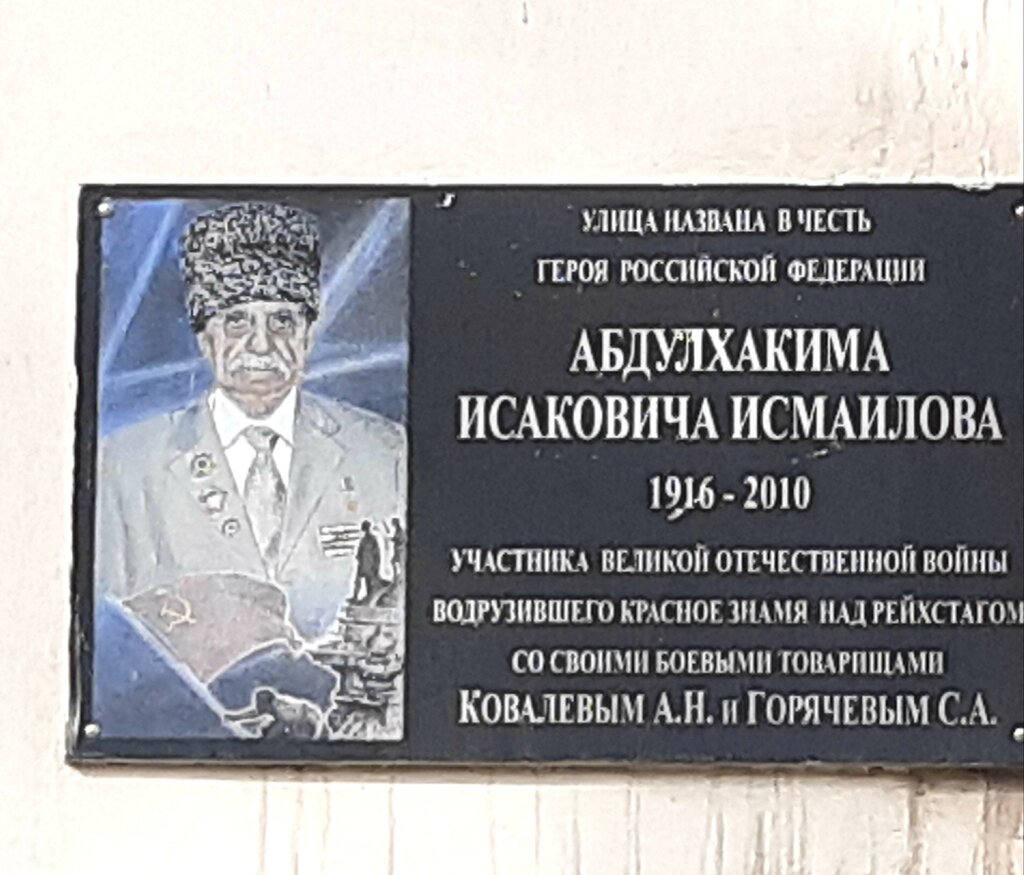 УЛИЦА НАЗВАНА В ЧЕСТЬ
ГЕРОЯ РОССИЙСКОЙ ФЕДЕРАЦИИ
АБДУЛХАКИМА
ИСАКОВИЧА ИСМАИЛОВА
1916 - 2010
УЧАСТНИКА ВЕЛИКОЙ ОТЕЧЕСТВЕННОЙ ВОЙНЫ
ВОДРУЗИВШЕГО КРАСНОЕ ЗНАМЯ НАД РЕЙХСТАГОМ
СО СВОИМИ БОЕВЫМИ ТОВАРИЩАМИ
КОВАЛЕВЫМ А.Н. и ГОРЯЧЕВЫМ С.А.